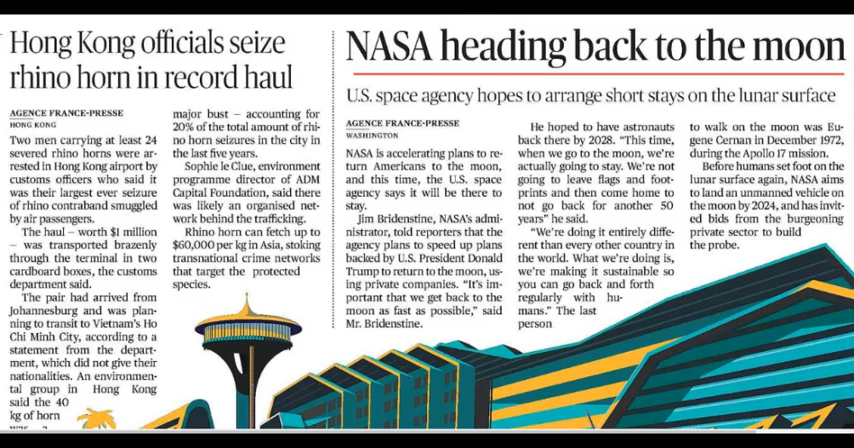 Hong Kong officials seize
rhino horn in record haul
AGENCE FRANCE-PRESSE
HONG KONG
Two men carrying at least 24
severed rhino horns were ar-
rested in Hong Kong airport by
customs officers who said it
was their largest ever seizure
of rhino contraband smuggled
by air passengers.
The haul – worth $1 million
– was transported brazenly
through the terminal in two
cardboard boxes, the customs
department said.
The pair had arrived from
Johannesburg and was plan-
ning to transit to Vietnam's Ho
Chi Minh City, according to a
statement from the depart-
ment, which did not give their
nationalities. An environmen-
tal group in Hong Kong
said the 40
kg of horn
major bust – accounting for
20% of the total amount of rhi-
no horn seizures in the city in
the last five years.
Sophie le Clue, environment
programme director of ADM
Capital Foundation, said there
was likely an organised net-
work behind the trafficking.
Rhino horn can fetch up to
$60,000 per kg in Asia, stoking
transnational crime networks
that target the protected
species.
NASA heading back to the moon
U.S. space agency hopes to arrange short stays on the lunar surface
AGENCE FRANCE-PRESSE
WASHINGTON
NASA is accelerating plans to re-
turn Americans to the moon,
and this time, the U.S. space
agency says it will be there to
stay.
Jim Bridenstine, NASA's admi-
nistrator, told reporters that the
agency plans to speed up plans
backed by U.S. President Donald
Trump to return to the moon, us-
ing private companies. “It's im-
portant that we get back to the
moon as fast as possible,” said
Mr. Bridenstine.
He hoped to have astronauts
back there by 2028. “This time,
when we go to the moon, we're
actually going to stay. We're not
going to leave flags and foot-
prints and then come home to
not go back for another 50
years” he said.
“We're doing it entirely diffe-
rent than every other country in
the world. What we're doing is,
we're making it sustainable so
you can go back and forth
regularly with hu-
mans.” The last
person
to walk on the moon was Eu-
gene Cernan in December 1972,
during the Apollo 17 mission.
Before humans set foot on the
lunar surface again, NASA aims
to land an unmanned vehicle on
the moon by 2024, and has invit-
ed bids from the burgeoning
private sector to build
the probe.